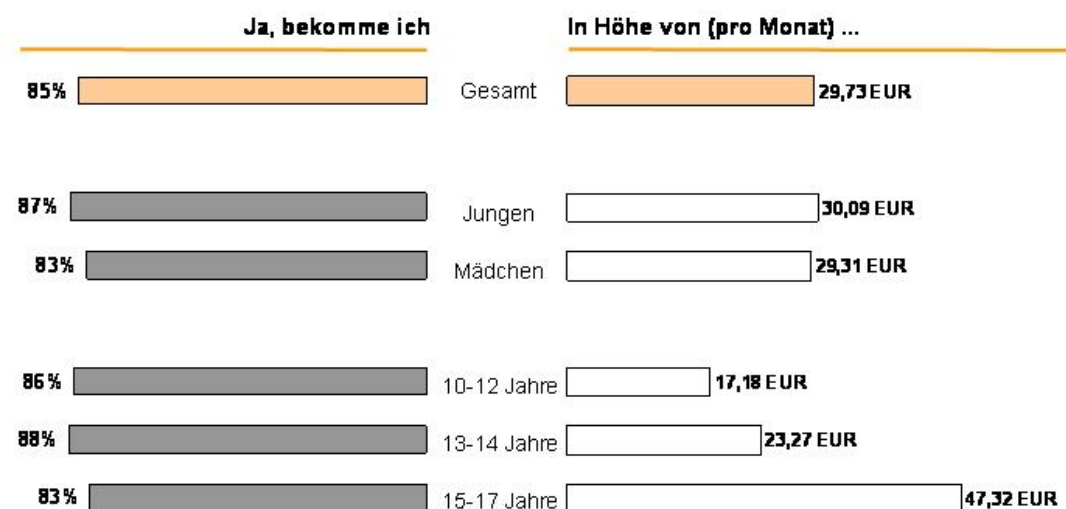 Ja, bekomme ich In Höhe von (pro Monat) ...
85% Gesamt 29,73 EUR
87% Jungen 30,09 EUR
83% Mädchen 29,31 EUR
86% 10-12 Jahre 17,18 EUR
88% 13-14 Jahre 23,27 EUR
83% 15-17 Jahre 47,32 EUR